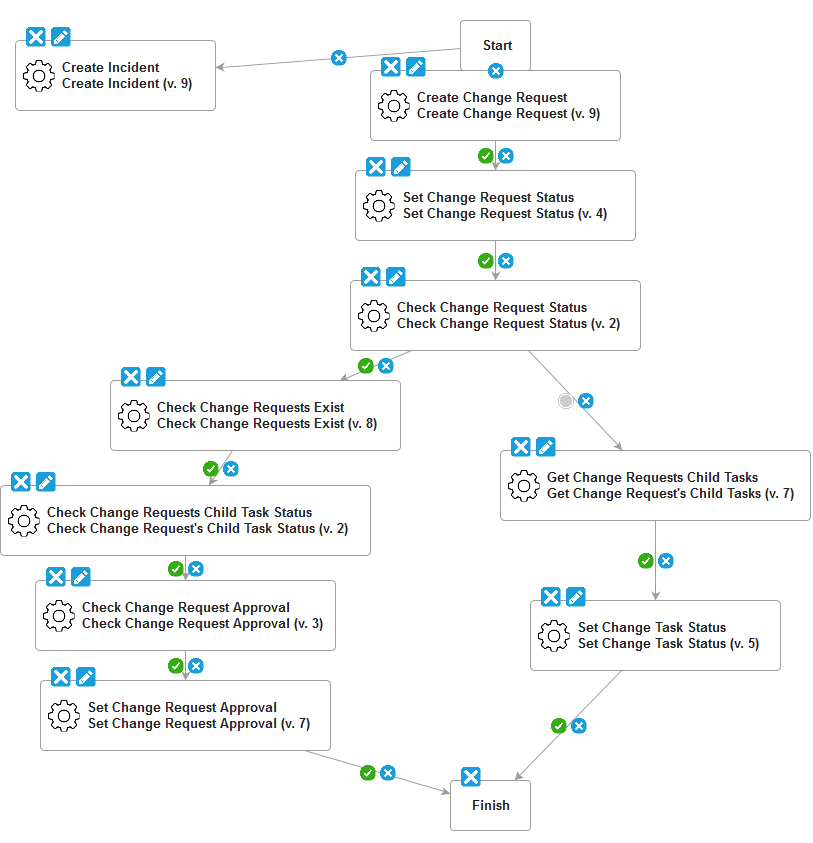 Start
Create Incident
Create Incident (v. 9)
Create Change Request
Create Change Request (v. 9)
Set Change Request Status
Set Change Request Status (v. 4)
Check Change Request Status
Check Change Request Status (v. 2)
Check Change Requests Exist
Check Change Requests Exist (v. 8)
Get Change Requests Child Tasks
Get Change Request's Child Tasks (v. 7)
Check Change Requests Child Task Status
Check Change Request's Child Task Status (v. 2)
Check Change Request Approval
Check Change Request Approval (v. 3)
Set Change Task Status
Set Change Task Status (v. 5)
Set Change Request Approval
Set Change Request Approval (v. 7)
Finish